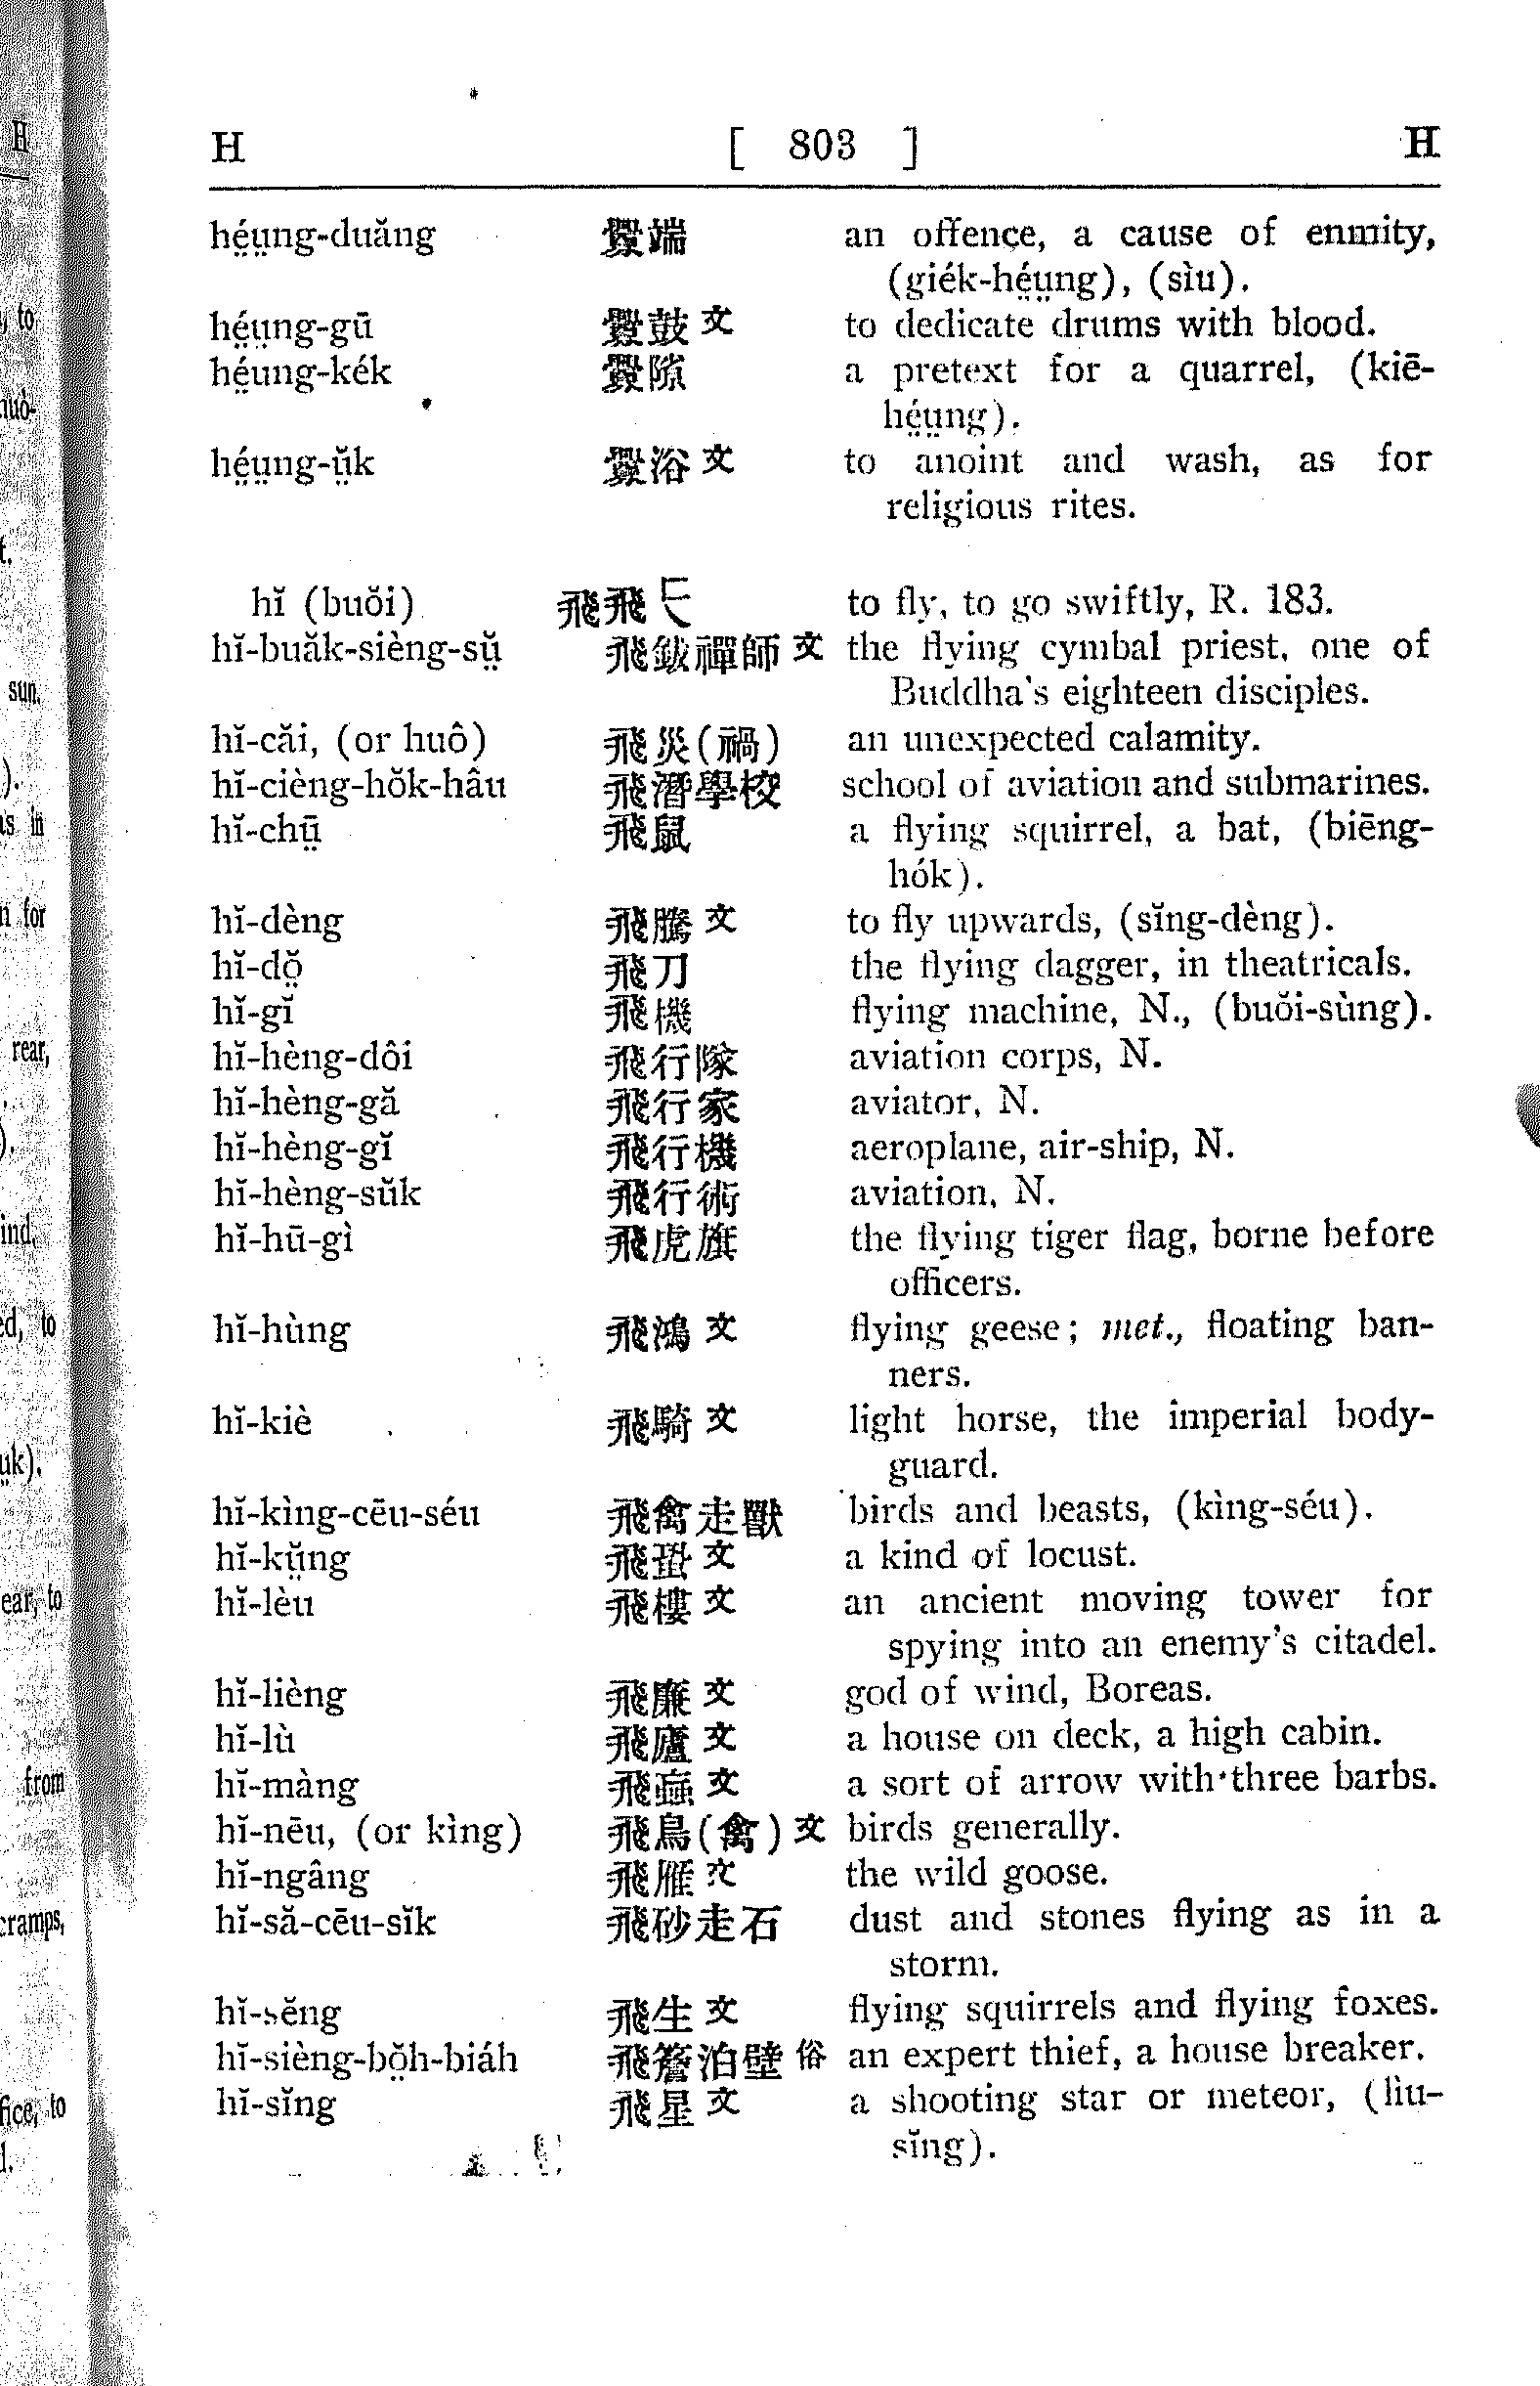 H [ 803 ] H
hé̤ṳng-duăng 釁端 an offence, a cause of enmity,
(giék-hé̤ṳng), (sìu).
hé̤ṳng-gū 釁鼓文 to dedicate drums with blood.
hé̤ung-kék 釁隙 a pretext for a quarrel, (kiē-
hé̤ṳng).
hé̤ṳng-ṳ̆k 釁浴文 to anoint and wash, as for
religious rites.
hĭ (buŏi) 飛飛 to fly, to go swiftly, R. 183.
hĭ-buăk-sièng-sṳ̆ 飛鈸禪師文 the flying cymbal priest, one of
Buddha's eighteen disciples.
hĭ-căi, (or huô) 飛災(禍) an unexpected calamity.
hĭ-cièng-hŏk-hâu 飛潛學校 school of aviation and submarines.
hĭ-chṳ̄ 飛鼠 a flying squirrel, a bat, (biēng-
hók).
hĭ-dèng 飛騰文 to fly upwards, (sĭng-dèng).
hĭ-dŏ̤ 飛刀 the flying dagger, in theatricals.
hĭ-gĭ 飛機 flying machine, N., (buŏi-sùng).
hĭ-hèng-dôi 飛行隊 aviation corps, N.
hĭ-hèng-gă 飛行家 aviator, N.
hĭ-hèng-gĭ 飛行機 aeroplane, air-ship, N.
hĭ-hèng-sŭk 飛行術 aviation, N.
hĭ-hū-gì 飛虎旗 the flying tiger flag, borne before
officers.
hĭ-hùng 飛鴻文 flying geese; met., floating ban-
ners.
hĭ-kiè 飛騎文 light horse, the imperial body-
guard.
hĭ-kìng-cēu-séu 飛禽走獸 birds and beasts, (kìng-séu).
hĭ-kṳ̆ng 飛蛩文 a kind of locust.
hĭ-lèu 飛樓文 an ancient moving tower for
spying into an enemy's citadel.
hĭ-lièng 飛廉文 god of wind, Boreas.
hĭ-lù 飛廬文 a house on deck, a high cabin.
hĭ-màng 飛蝱文 a sort of arrow with three barbs.
hĭ-nēu, (or kìng) 飛鳥(禽)文 birds generally.
hĭ-ngâng 飛雁文 the wild goose.
hĭ-să-cēu-sĭk 飛砂走石 dust and stones flying as in a
storm.
hĭ-sĕng 飛生文 flying squirrels and flying foxes.
hĭ-sièng-bŏ̤h-biáh 飛簷泊壁俗 an expert thief, a house breaker.
hĭ-sĭng 飛星文 a shooting star or meteor, (lìu-
sĭng).